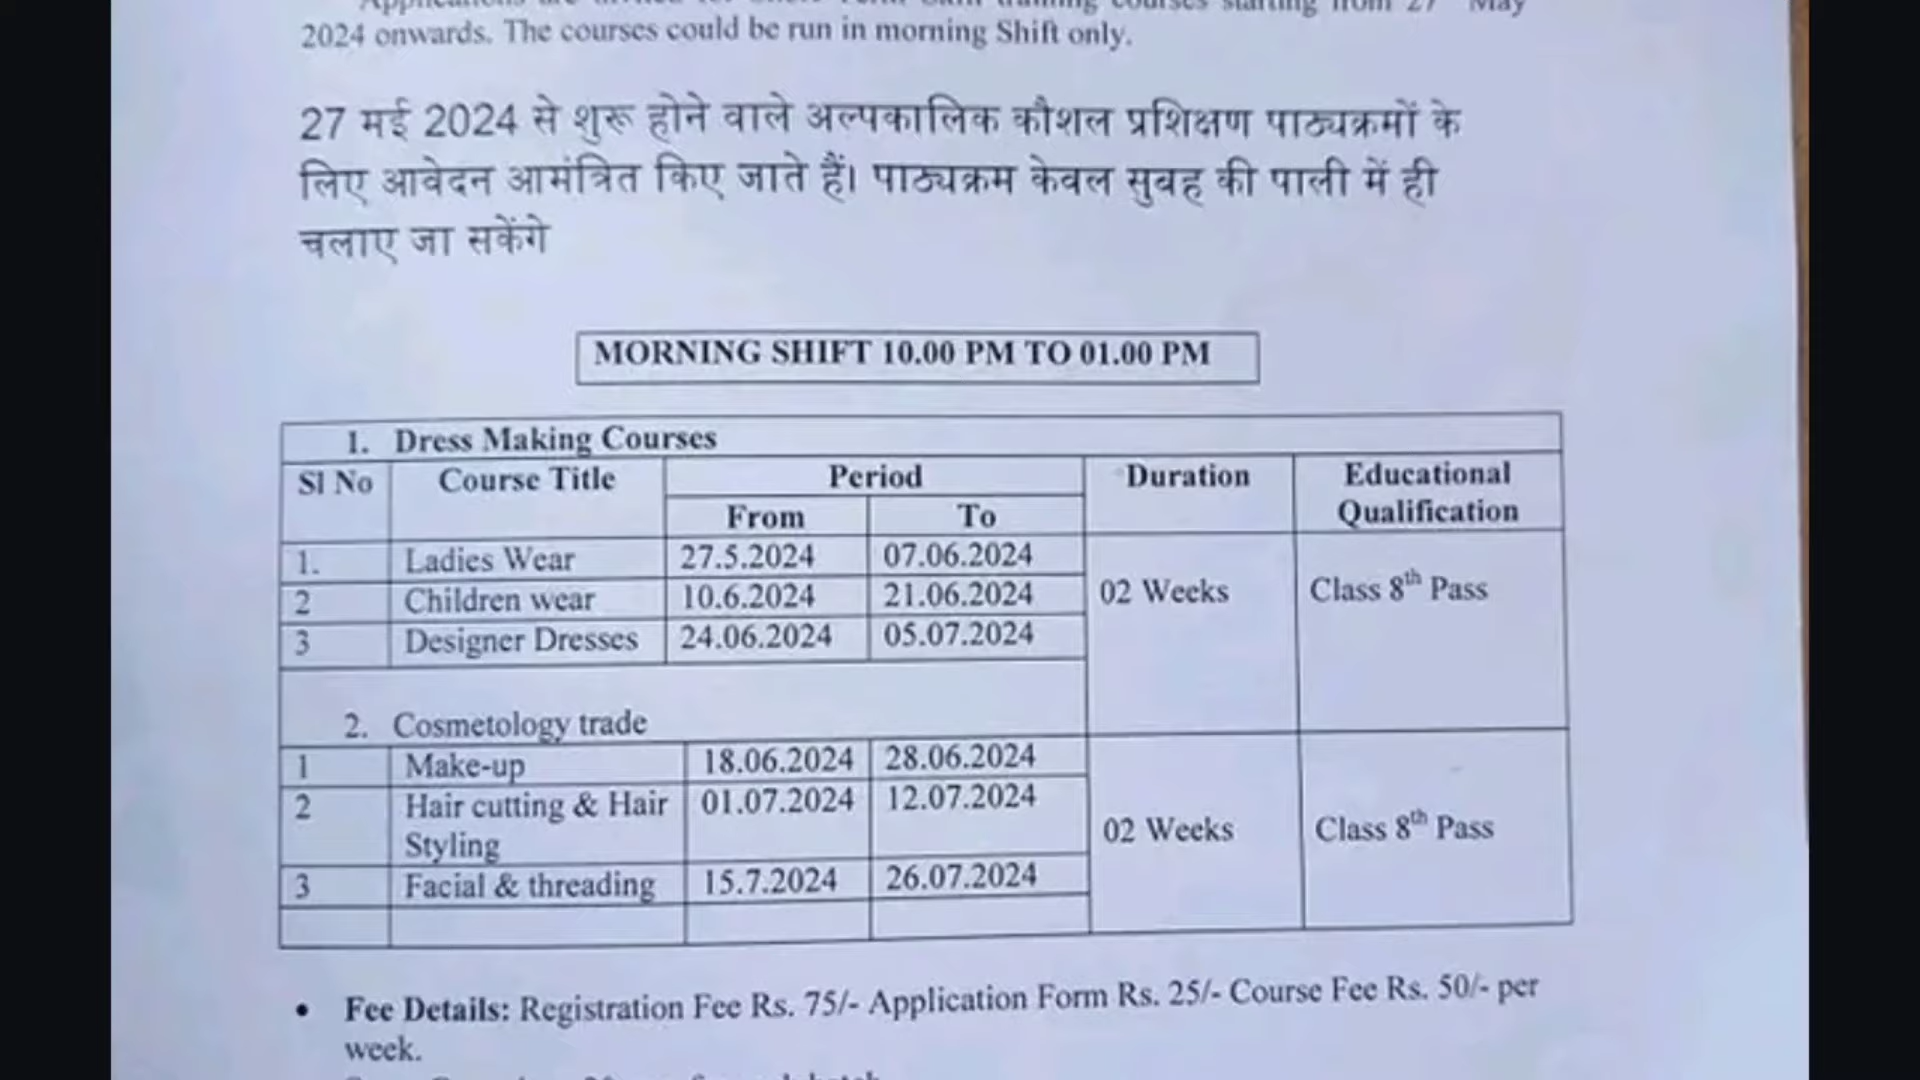 2024 onwards. The courses could be run in morning Shift only.
27 मई 2024 से शुरू होने वाले अल्पकालिक कौशल प्रशिक्षण पाठ्यक्रमों के
लिए आवेदन आमंत्रित किए जाते हैं। पाठ्यक्रम केवल सुबह की पाली में ही
चलाए जा सकेंगे
MORNING SHIFT 10.00 PM TO 01.00 PM
1. Dress Making Courses
Sl No Course Title Period Duration Educational Qualification
From To
1. Ladies Wear 27.5.2024 07.06.2024
2 Children wear 10.6.2024 21.06.2024 02 Weeks Class 8th Pass
3 Designer Dresses 24.06.2024 05.07.2024
2. Cosmetology trade
1 Make-up 18.06.2024 28.06.2024
2 Hair cutting & Hair Styling 01.07.2024 12.07.2024 02 Weeks Class 8th Pass
3 Facial & threading 15.7.2024 26.07.2024
• Fee Details: Registration Fee Rs. 75/- Application Form Rs. 25/- Course Fee Rs. 50/- per
week.